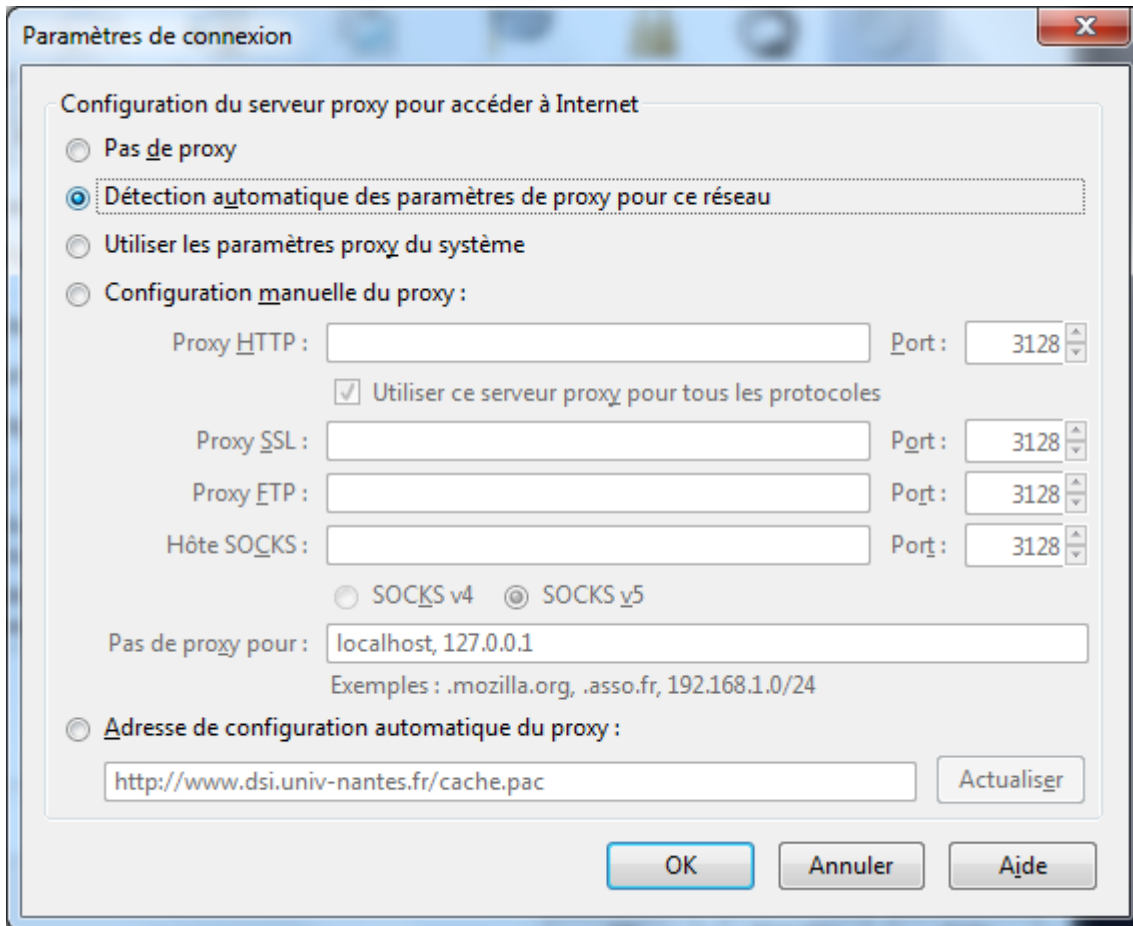 Paramètres de connexion
Configuration du serveur proxy pour accéder à Internet
Pas de proxy
Détection automatique des paramètres de proxy pour ce réseau
Utiliser les paramètres proxy du système
Configuration manuelle du proxy :
Proxy HTTP : Port : 3128
Utiliser ce serveur proxy pour tous les protocoles
Proxy SSL : Port : 3128
Proxy FTP : Port : 3128
Hôte SOCKS : Port : 3128
SOCKS v4 SOCKS v5
Pas de proxy pour : localhost, 127.0.0.1
Exemples : .mozilla.org, .asso.fr, 192.168.1.0/24
Adresse de configuration automatique du proxy :
http://www.dsi.univ-nantes.fr/cache.pac Actualiser
OK Annuler Aide